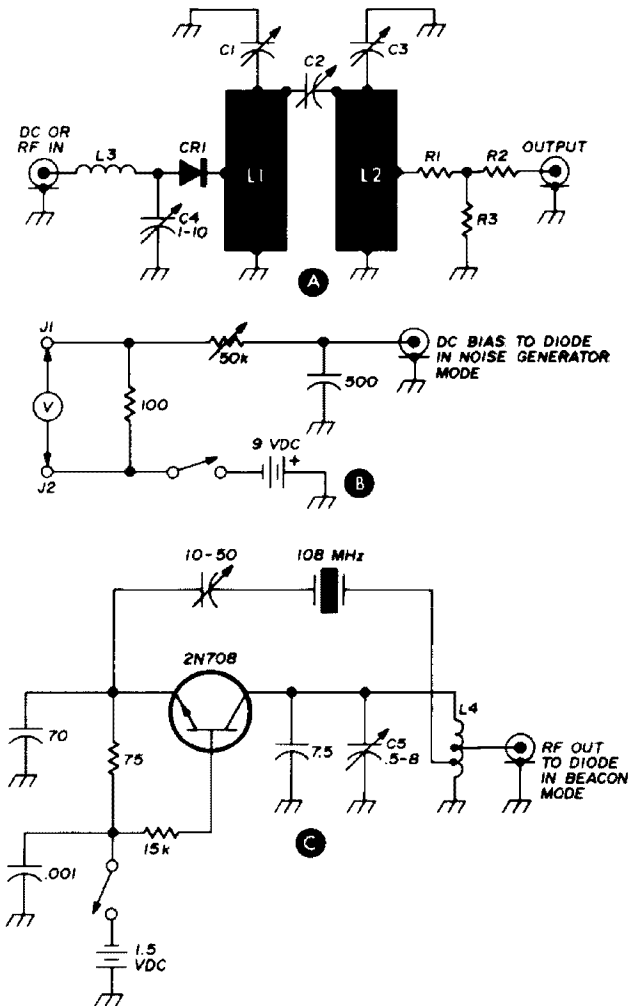 C1
C2
C3
DC OR
RF IN
L3
CR1
L1
L2
R1
R2
OUTPUT
C4
1-10
R3
A
J1
50k
DC BIAS TO DIODE
IN NOISE GENERATOR
MODE
V
100
500
9 VDC
+
J2
B
10-50
108 MHz
2N708
L4
70
75
7.5
C5
.5-8
RF OUT
TO DIODE
IN BEACON
MODE
.001
15k
C
1.5
VDC